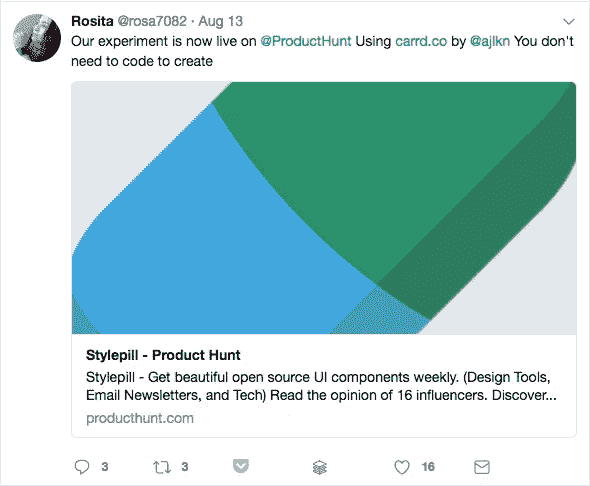 Rosita @rosa7082 · Aug 13
Our experiment is now live on @ProductHunt Using carrd.co by @ajlkn You don't
need to code to create
Stylepill - Product Hunt
Stylepill - Get beautiful open source UI components weekly. (Design Tools,
Email Newsletters, and Tech) Read the opinion of 16 influencers. Discover...
producthunt.com
3 3 16